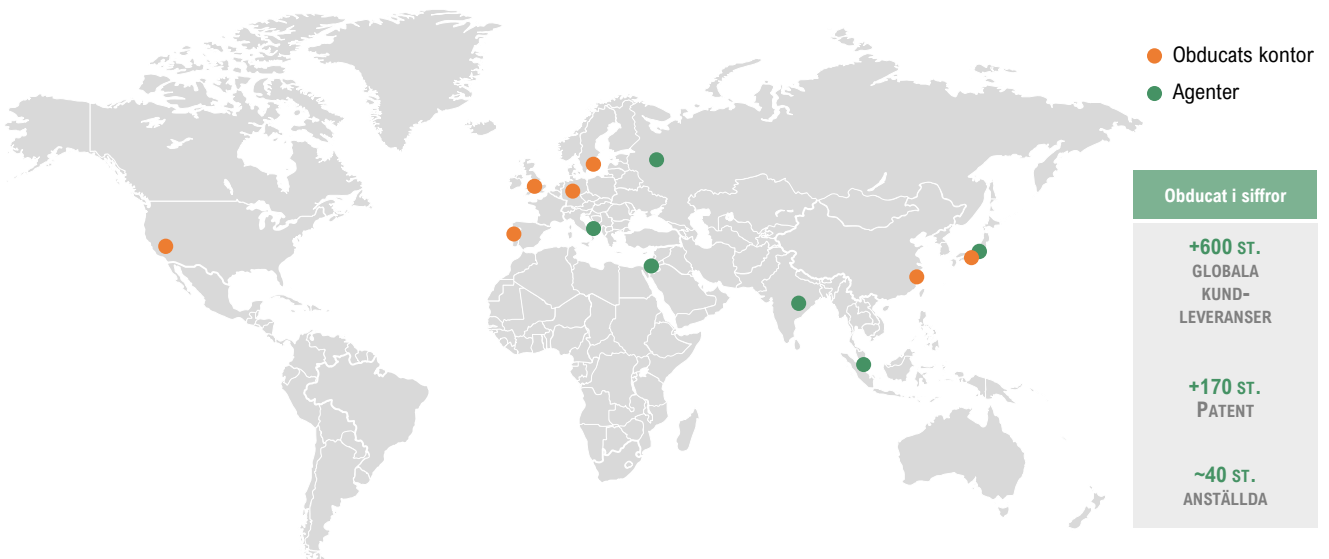 Obducats kontor
Agenter
Obducat i siffror
+600 ST.
GLOBALA
KUND-
LEVERANSER
+170 ST.
PATENT
~40 ST.
ANSTÄLLDA